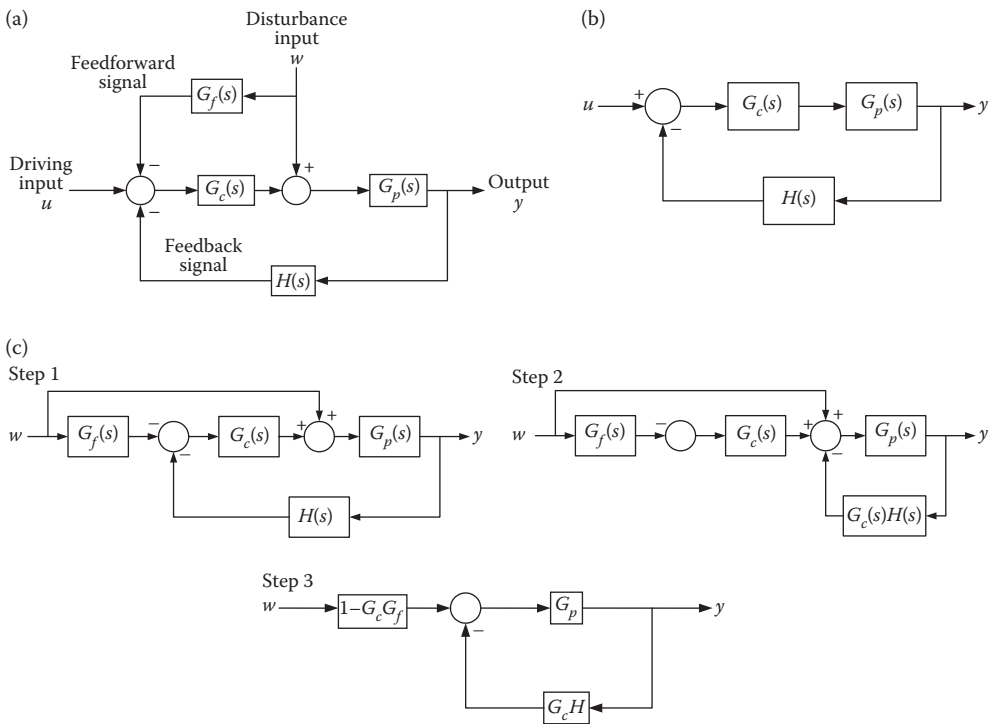 (a)
Disturbance
input
w
Feedforward
signal
G_f(s)
−
+
Driving
input
u
G_c(s)
G_p(s)
Output
y
−
Feedback
signal
H(s)
(b)
u
+
−
G_c(s)
G_p(s)
y
H(s)
(c)
Step 1
w
G_f(s)
−
−
G_c(s)
+
+
G_p(s)
y
H(s)
Step 2
w
G_f(s)
−
G_c(s)
+
+
−
G_p(s)
y
G_c(s)H(s)
Step 3
w
1−G_cG_f
−
G_p
y
G_cH